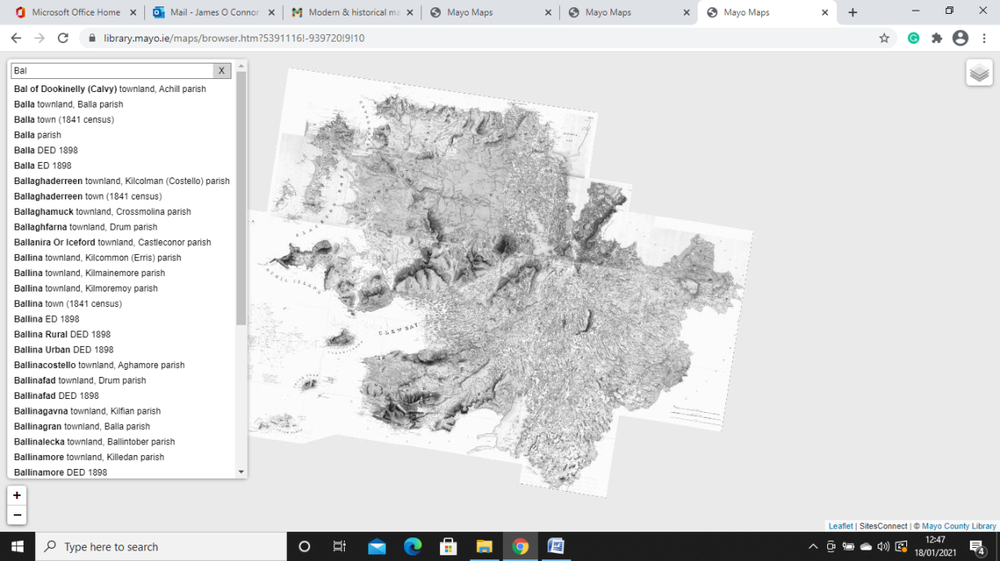 Microsoft Office Home
Mail - James O Connor
Modern & historical ma
Mayo Maps
Mayo Maps
Mayo Maps
library.mayo.ie/maps/browser.htm?5391116!-939720!9!10
Bal
X
Bal of Dookinelly (Calvy) townland, Achill parish
Balla townland, Balla parish
Balla town (1841 census)
Balla parish
Balla DED 1898
Balla ED 1898
Ballaghaderreen townland, Kilcolman (Costello) parish
Ballaghaderreen town (1841 census)
Ballaghamuck townland, Crossmolina parish
Ballaghfarna townland, Drum parish
Ballanira Or Iceford townland, Castleconor parish
Ballina townland, Kilcommon (Erris) parish
Ballina townland, Kilmainemore parish
Ballina townland, Kilmoremoy parish
Ballina town (1841 census)
Ballina ED 1898
Ballina Rural DED 1898
Ballina Urban DED 1898
Ballinacostello townland, Aghamore parish
Ballinafad townland, Drum parish
Ballinafad DED 1898
Ballinagavna townland, Kilfian parish
Ballinagran townland, Balla parish
Ballinalecka townland, Ballintober parish
Ballinamore townland, Killedan parish
Ballinamore DED 1898
BLACKSOD BAY
ACHIL ISLAND
CLEW BAY
+
−
Leaflet | SitesConnect | © Mayo County Library
Type here to search
12:47
18/01/2021
4